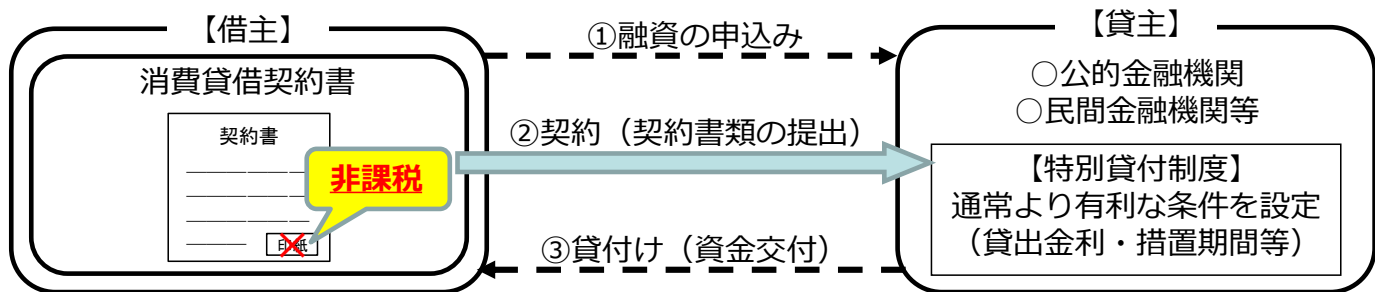 【借主】
消費貸借契約書
契約書
非課税
印紙
①融資の申込み
②契約（契約書類の提出）
③貸付け（資金交付）
【貸主】
○公的金融機関
○民間金融機関等
【特別貸付制度】
通常より有利な条件を設定
（貸出金利・措置期間等）